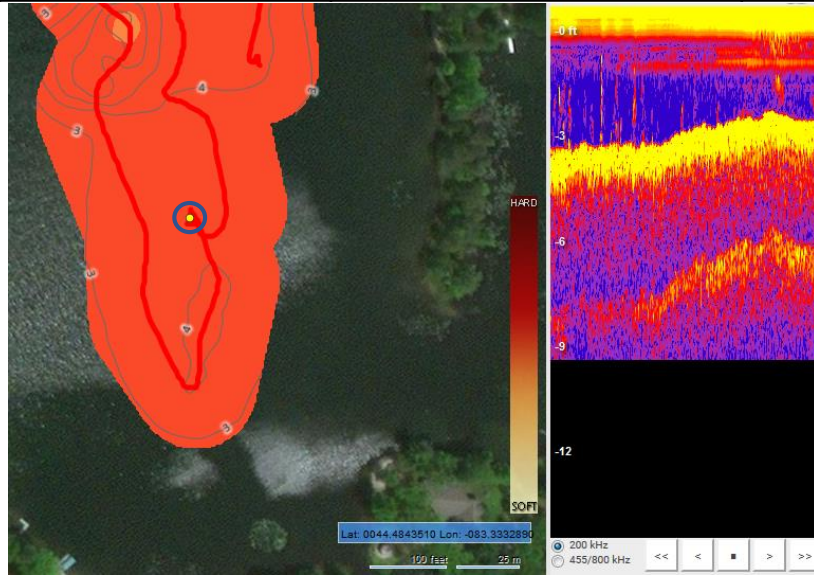 3
4
3
3
3
4
3
HARD
SOFT
Lat: 0044.4843510 Lon: -083.3332890
100 feet
25 m
-0 ft
-3
-6
-9
-12
200 kHz
455/800 kHz
<<
<
■
>
>>